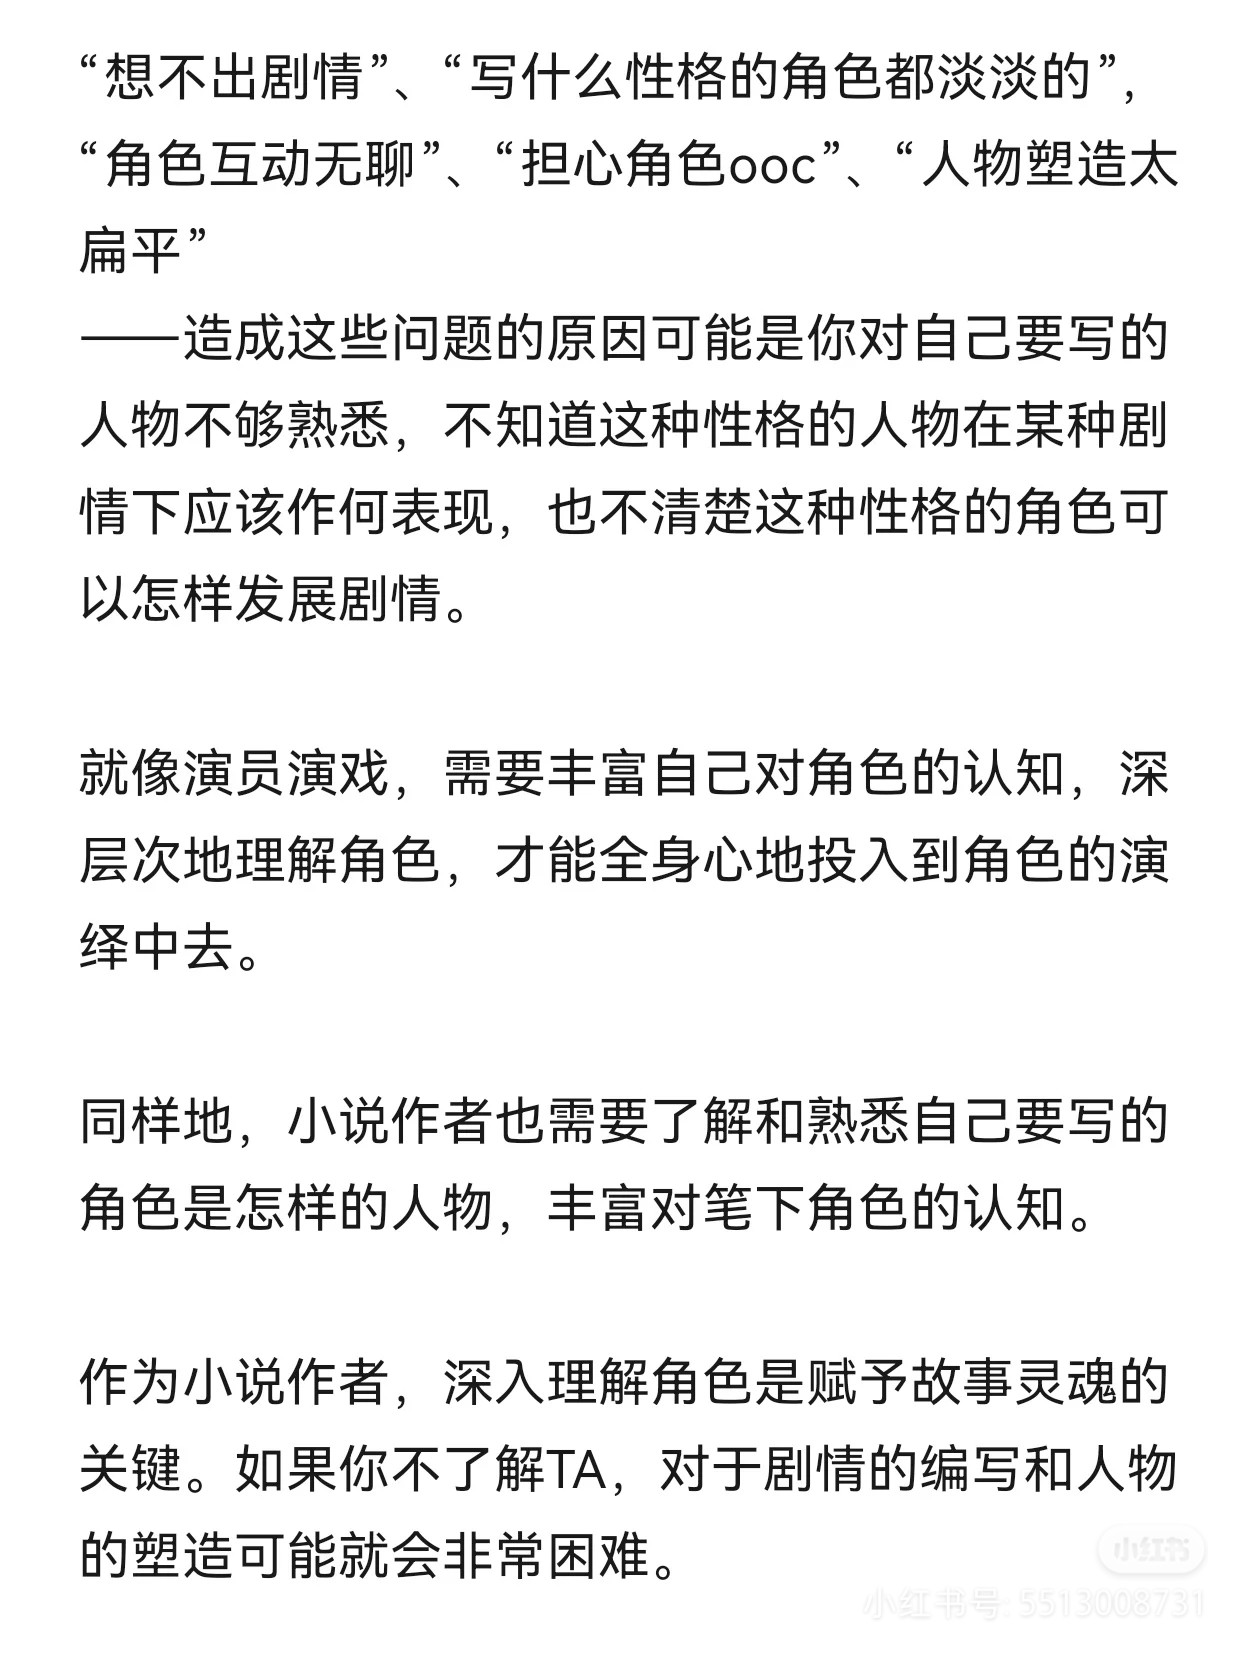 “想不出剧情”、“写什么性格的角色都淡淡的”，
“角色互动无聊”、“担心角色ooc”、“人物塑造太
扁平”
——造成这些问题的原因可能是你对自己要写的
人物不够熟悉，不知道这种性格的人物在某种剧
情下应该作何表现，也不清楚这种性格的角色可
以怎样发展剧情。
就像演员演戏，需要丰富自己对角色的认知，深
层次地理解角色，才能全身心地投入到角色的演
绎中去。
同样地，小说作者也需要了解和熟悉自己要写的
角色是怎样的人物，丰富对笔下角色的认知。
作为小说作者，深入理解角色是赋予故事灵魂的
关键。如果你不了解TA，对于剧情的编写和人物
的塑造可能就会非常困难。
小红书
小红书号: 5513008731